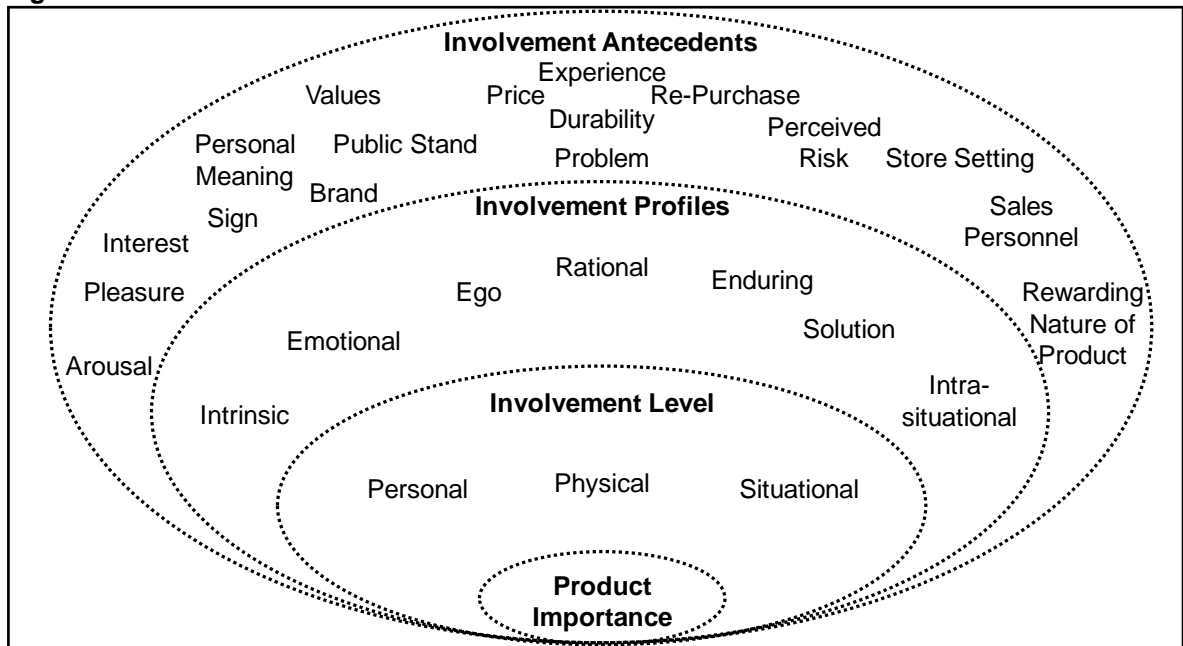 Involvement Antecedents
Experience
Values
Price
Re-Purchase
Durability
Public Stand
Perceived
Risk
Personal
Meaning
Problem
Store Setting
Brand
Sign
Sales
Personnel
Interest
Pleasure
Rewarding
Nature of
Product
Arousal
Involvement Profiles
Rational
Enduring
Ego
Solution
Emotional
Intrinsic
Intra-
situational
Involvement Level
Personal
Physical
Situational
Product
Importance